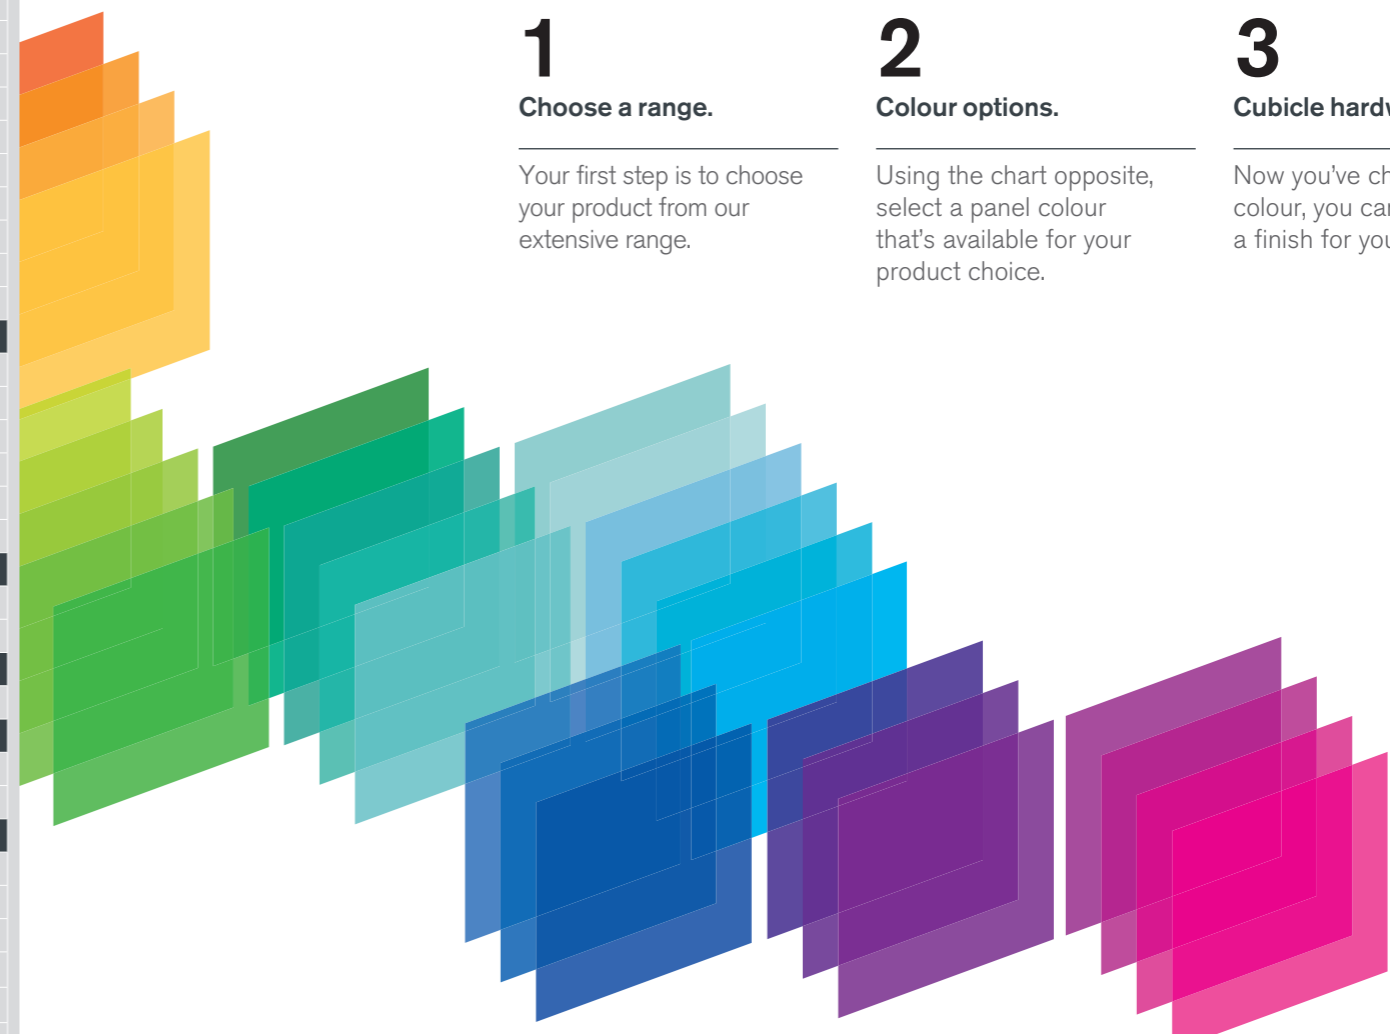 1
Choose a range.
Your first step is to choose
your product from our
extensive range.
2
Colour options.
Using the chart opposite,
select a panel colour
that's available for your
product choice.
3
Cubicle
Now you've
colour, you
a finish for